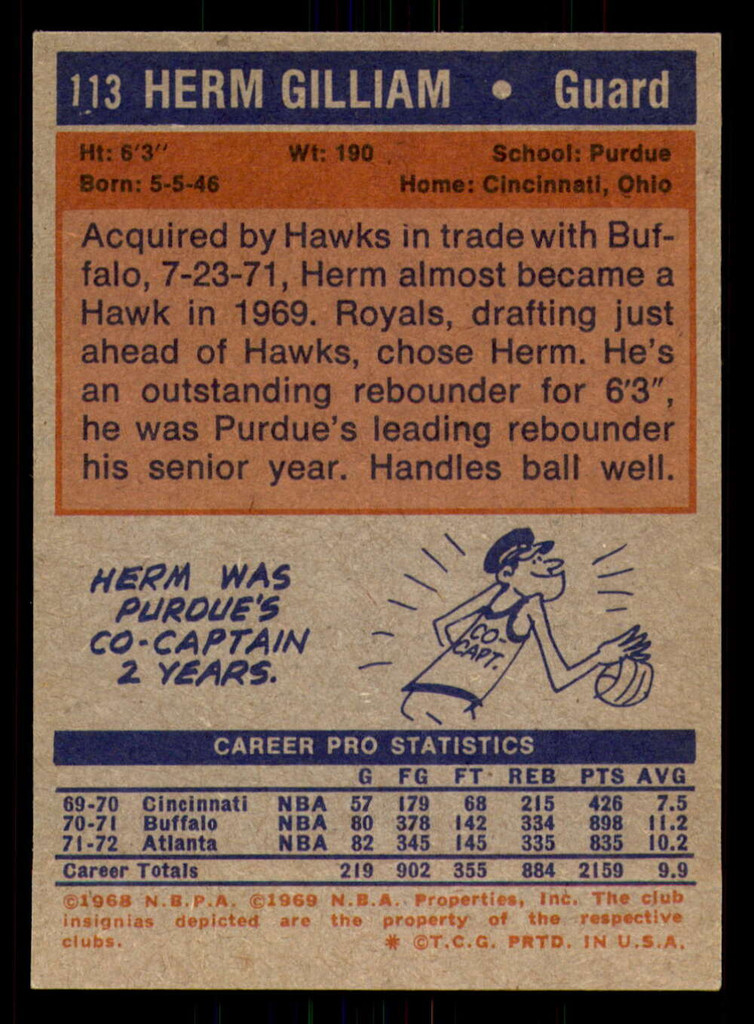 113 HERM GILLIAM • Guard
Ht: 6'3" Wt: 190 School: Purdue
Born: 5-5-46 Home: Cincinnati, Ohio
Acquired by Hawks in trade with Buf-
falo, 7-23-71, Herm almost became a
Hawk in 1969. Royals, drafting just
ahead of Hawks, chose Herm. He's
an outstanding rebounder for 6'3",
he was Purdue's leading rebounder
his senior year. Handles ball well.
HERM WAS
PURDUE'S
CO-CAPTAIN
2 YEARS.
CO-
CAPT.
CAREER PRO STATISTICS
G FG FT REB PTS AVG
69-70 Cincinnati NBA 57 179 68 215 426 7.5
70-71 Buffalo NBA 80 378 142 334 898 11.2
71-72 Atlanta NBA 82 345 145 335 835 10.2
Career Totals 219 902 355 884 2159 9.9
©1968 N.B.P.A. ©1969 N.B.A. Properties, Inc. The club
insignias depicted are the property of the respective
clubs. * ©T.C.G. PRTD. IN U.S.A.